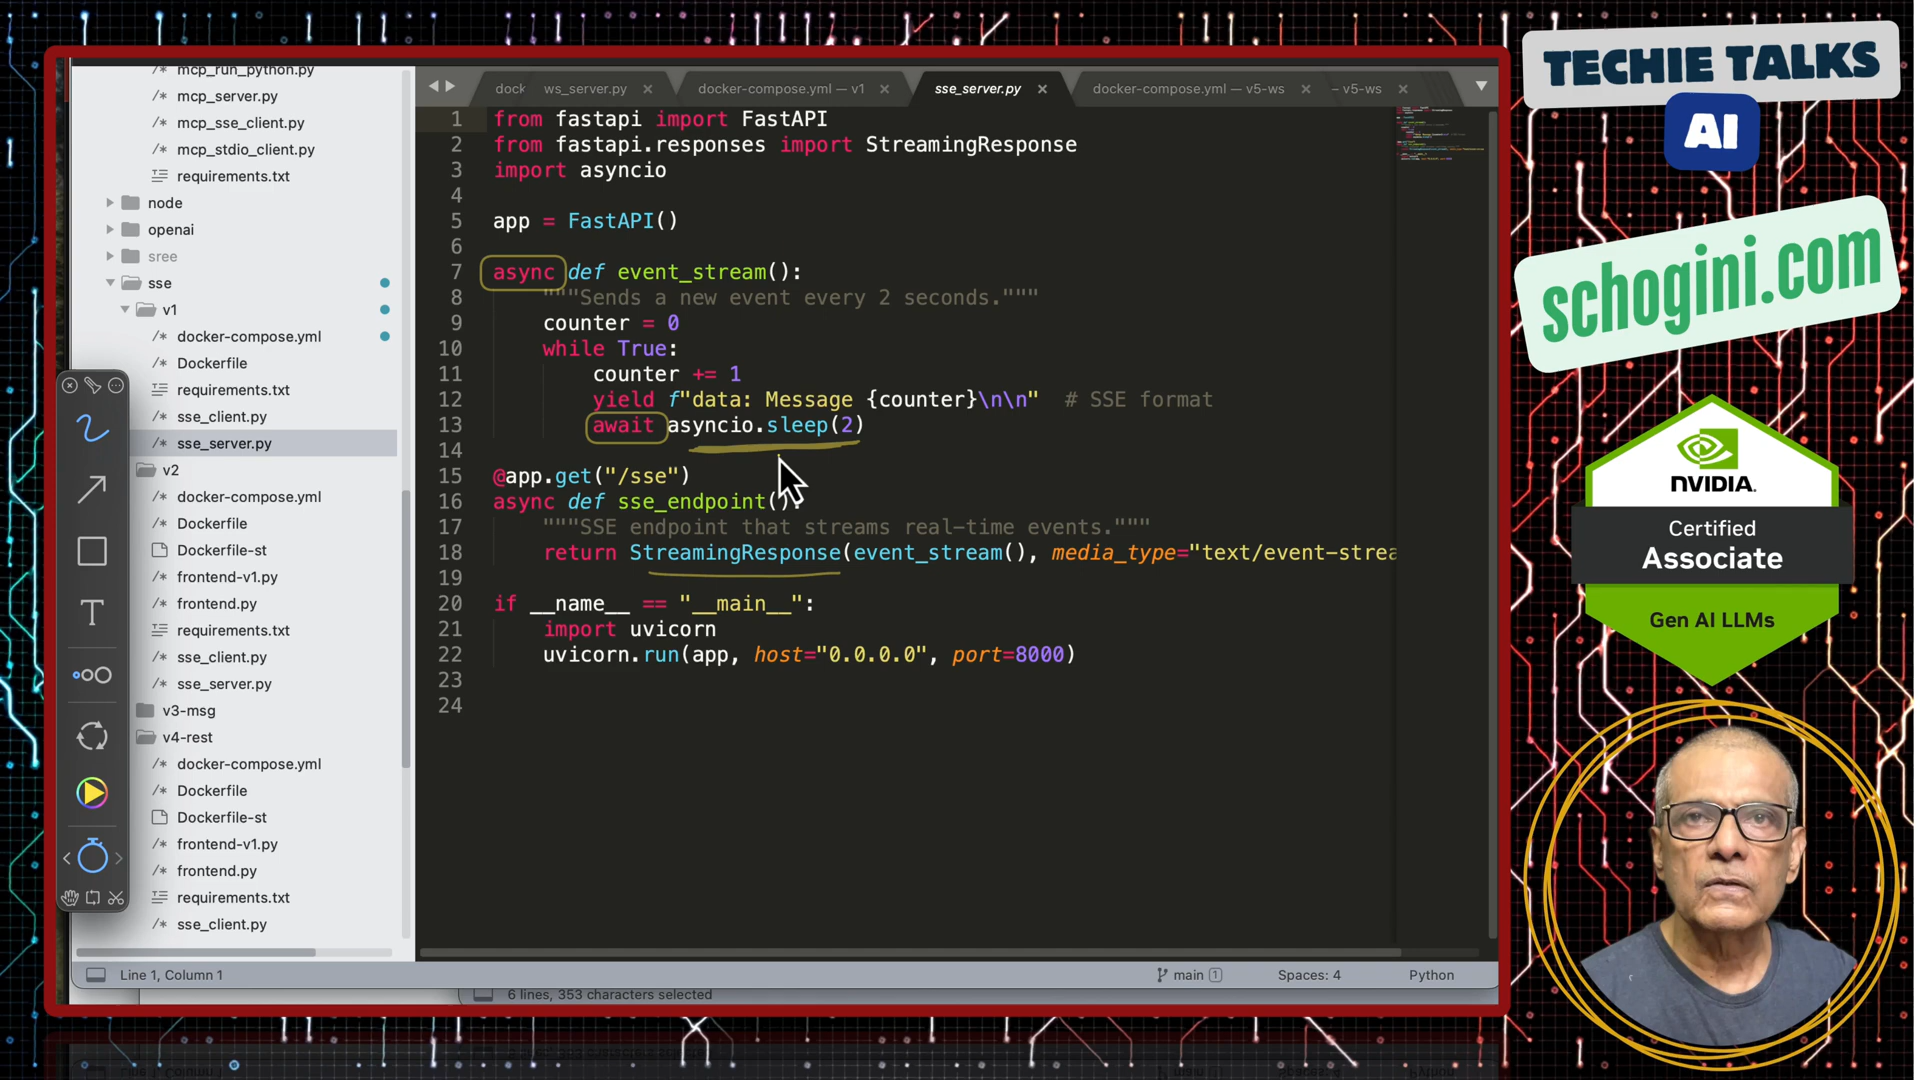 mcp_run_python.py
mcp_server.py
mcp_sse_client.py
mcp_stdio_client.py
requirements.txt
node
openai
sree
sse
v1
docker-compose.yml
Dockerfile
requirements.txt
sse_client.py
sse_server.py
v2
docker-compose.yml
Dockerfile
Dockerfile-st
frontend-v1.py
frontend.py
requirements.txt
sse_client.py
sse_server.py
v3-msg
v4-rest
docker-compose.yml
Dockerfile
Dockerfile-st
frontend-v1.py
frontend.py
requirements.txt
sse_client.py
T
dock ws_server.py × docker-compose.yml — v1 × sse_server.py × docker-compose.yml — v5-ws × – v5-ws ×
1 from fastapi import FastAPI
2 from fastapi.responses import StreamingResponse
3 import asyncio
4
5 app = FastAPI()
6
7 async def event_stream():
8 """Sends a new event every 2 seconds."""
9 counter = 0
10 while True:
11 counter += 1
12 yield f"data: Message {counter}\n\n" # SSE format
13 await asyncio.sleep(2)
14
15 @app.get("/sse")
16 async def sse_endpoint():
17 """SSE endpoint that streams real-time events."""
18 return StreamingResponse(event_stream(), media_type="text/event-strea
19
20 if __name__ == "__main__":
21 import uvicorn
22 uvicorn.run(app, host="0.0.0.0", port=8000)
23
24
Line 1, Column 1
main 1
Spaces: 4
Python
6 lines, 353 characters selected
TECHIE TALKS
AI
schogini.com
NVIDIA.
Certified
Associate
Gen AI LLMs